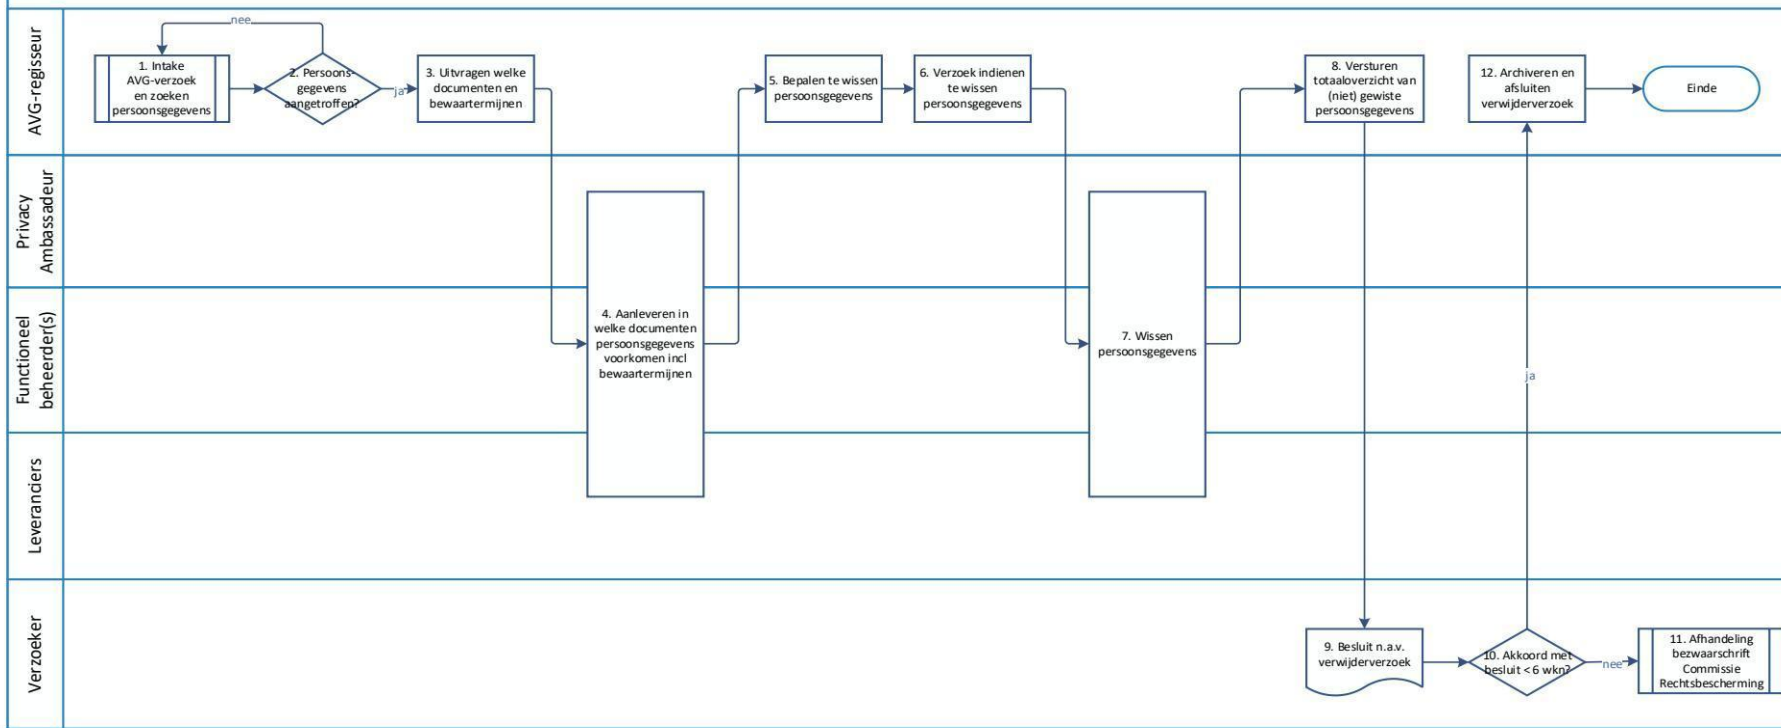 AVG-regisseur
nee
1. Intake
AVG-verzoek
en zoeken
persoonsgegevens
2. Persoons-
gegevens
aangetroffen?
ja
3. Uitvragen welke
documenten en
bewaartermijnen
5. Bepalen te wissen
persoonsgegevens
6. Verzoek indienen
te wissen
persoonsgegevens
8. Versturen
totaaloverzicht van
(niet) gewiste
persoonsgegevens
12. Archiveren en
afsluiten
verwijderverzoek
Einde
Privacy
Ambassadeur
Functioneel
beheerder(s)
4. Aanleveren in
welke documenten
persoonsgegevens
voorkomen incl
bewaartermijnen
7. Wissen
persoonsgegevens
ja
Leveranciers
Verzoeker
9. Besluit n.a.v.
verwijderverzoek
10. Akkoord met
besluit < 6 wkn?
nee
11. Afhandeling
bezwaarschrift
Commissie
Rechtsbescherming